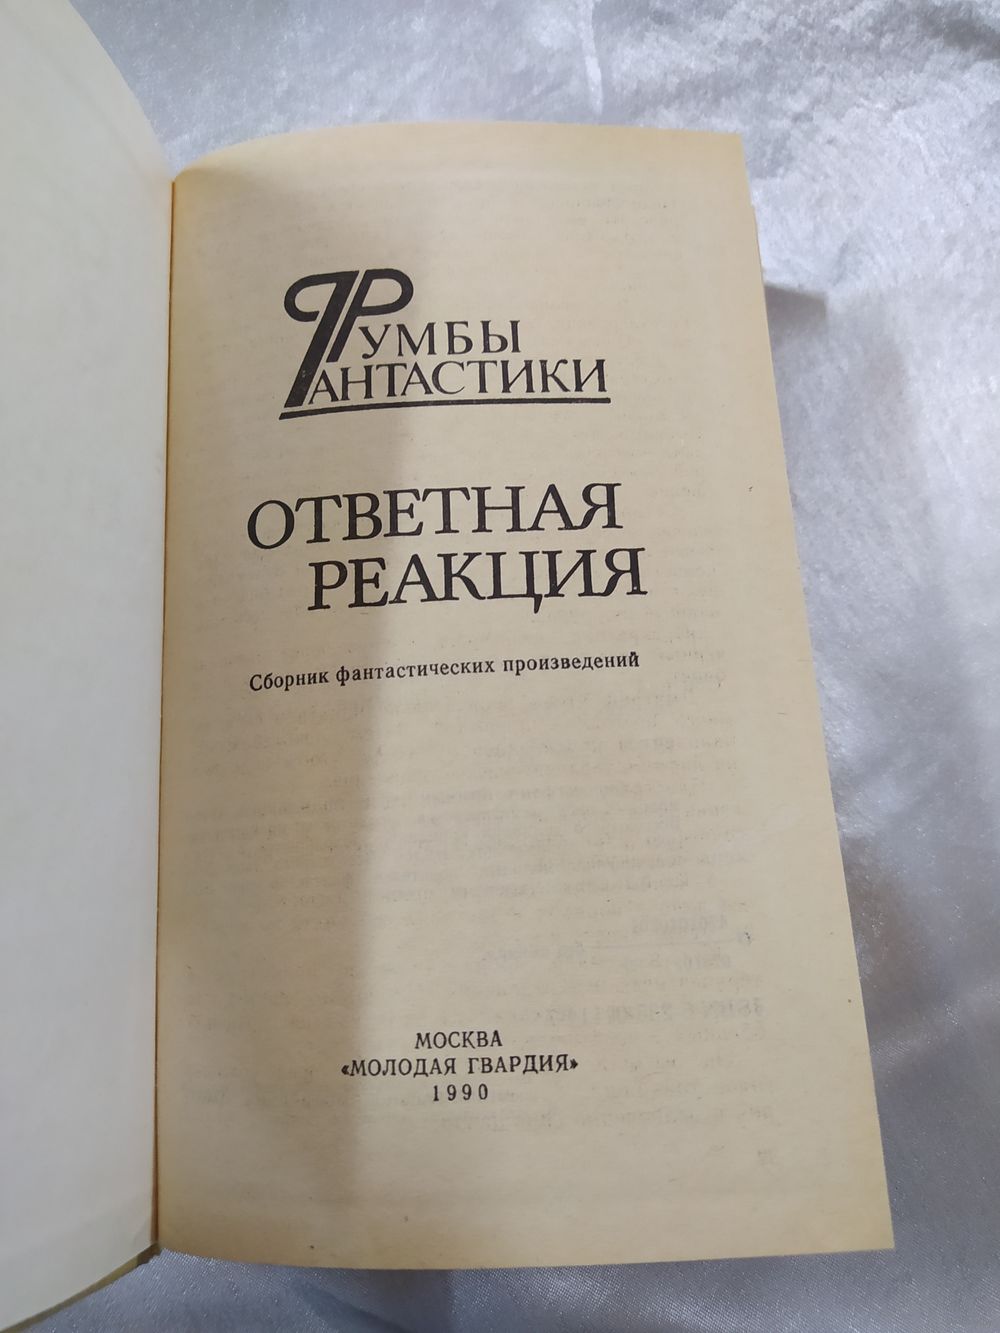 РУМБЫ
ФАНТАСТИКИ
ОТВЕТНАЯ
РЕАКЦИЯ
Сборник фантастических произведений
МОСКВА
«МОЛОДАЯ ГВАРДИЯ»
1990